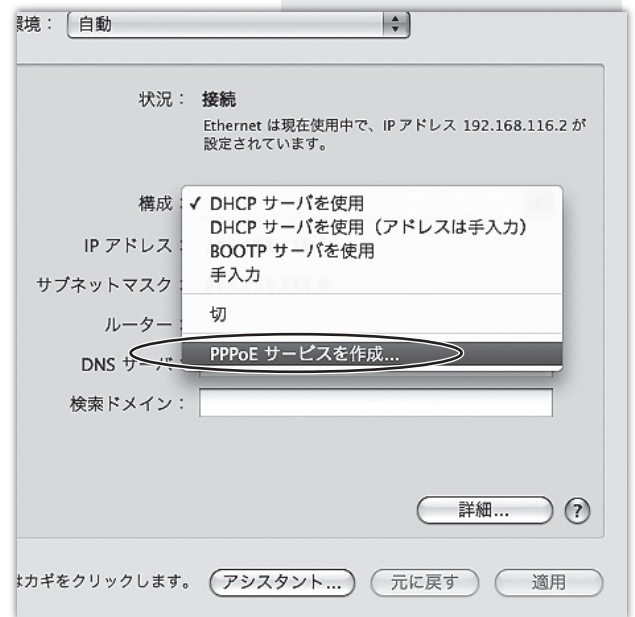 環境： 自動
状況： 接続
Ethernet は現在使用中で、IP アドレス 192.168.116.2 が
設定されています。
構成： ✓ DHCP サーバを使用
DHCP サーバを使用（アドレスは手入力）
BOOTP サーバを使用
手入力
IP アドレス：
サブネットマスク：
切
ルーター：
PPPoE サービスを作成...
DNS サーバ：
検索ドメイン：
詳細... ?
はカギをクリックします。 アシスタント... 元に戻す 適用